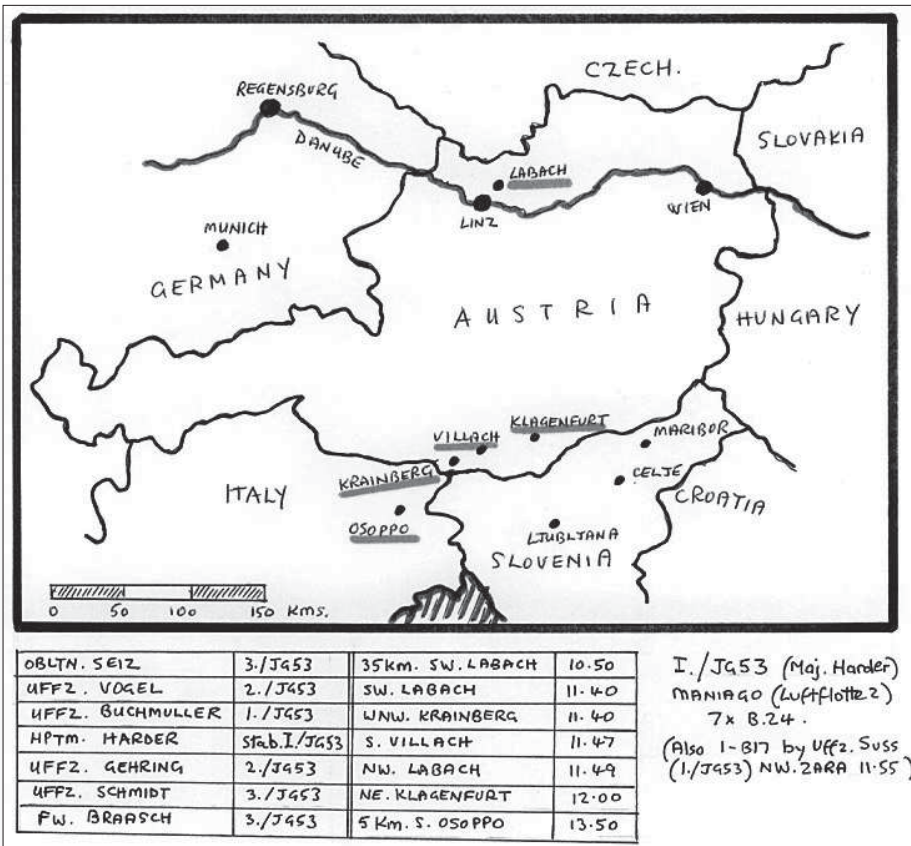 CZECH.
REGENSBURG
DANUBE
SLOVAKIA
LABACH
LINZ
WIEN
MUNICH
GERMANY
AUSTRIA
HUNGARY
KLAGENFURT
VILLACH
MARIBOR
KRAINBERG
CELJE
ITALY
CROATIA
OSOPPO
LJUBLJANA
SLOVENIA
0 50 100 150 KMS.
OBLTN. SEIZ 3./JG53 35KM. SW. LABACH 10.50
UFFZ. VOGEL 2./JG53 SW. LABACH 11.40
UFFZ. BUCHMULLER 1./JG53 WNW. KRAINBERG 11.40
HPTM. HARDER Stab.I./JG53 S. VILLACH 11.47
UFFZ. GEHRING 2./JG53 NW. LABACH 11.49
UFFZ. SCHMIDT 3./JG53 NE. KLAGENFURT 12.00
FW. BRAASCH 3./JG53 5 Km. S. OSOPPO 13.50
I./JG53 (Maj. Harder)
MANIAGO (Luftflotte 2)
7x B.24.
(Also 1-B17 by Uffz. Suss
(1./JG53) NW. ZARA 11.55)